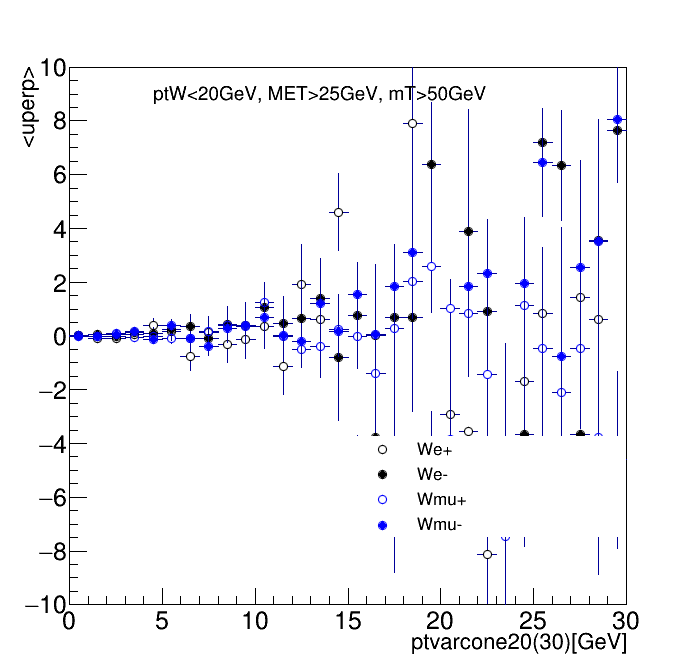 <uperp>
ptW<20GeV, MET>25GeV, mT>50GeV
10
8
6
4
2
0
−2
−4
−6
−8
−10
We+
We-
Wmu+
Wmu-
0 5 10 15 20 25 30
ptvarcone20(30)[GeV]